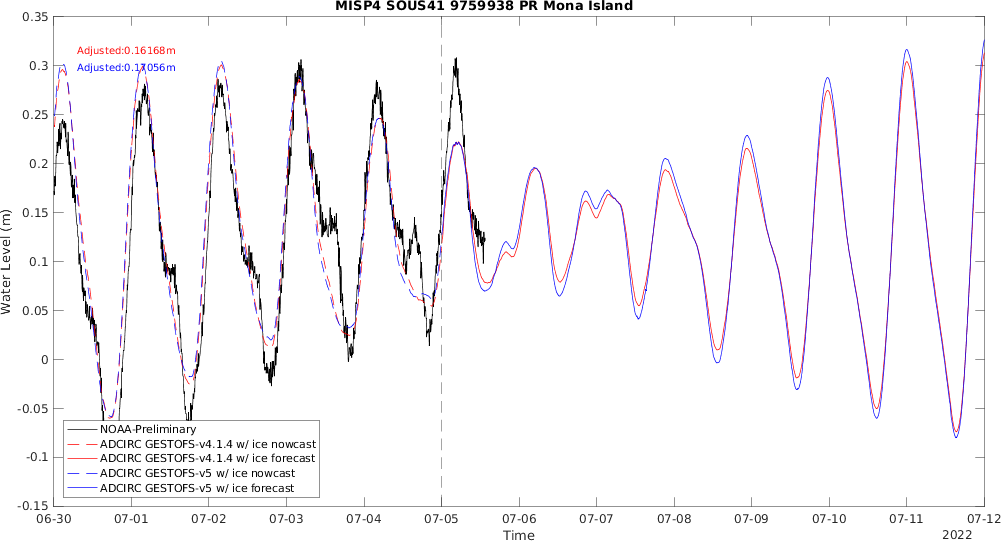 MISP4 SOUS41 9759938 PR Mona Island
Adjusted:0.16168m
Adjusted:0.17056m
Water Level (m)
0.35
0.3
0.25
0.2
0.15
0.1
0.05
0
-0.05
-0.1
-0.15
NOAA-Preliminary
ADCIRC GESTOFS-v4.1.4 w/ ice nowcast
ADCIRC GESTOFS-v4.1.4 w/ ice forecast
ADCIRC GESTOFS-v5 w/ ice nowcast
ADCIRC GESTOFS-v5 w/ ice forecast
06-30 07-01 07-02 07-03 07-04 07-05 07-06 07-07 07-08 07-09 07-10 07-11 07-12
Time
2022